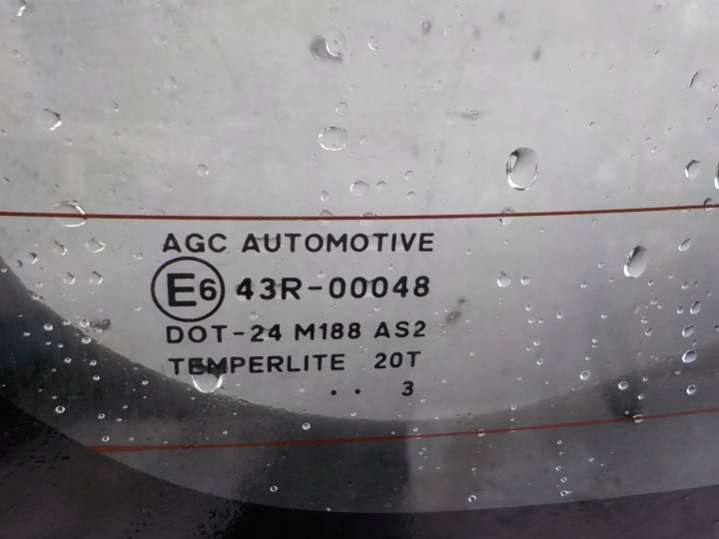 AGC AUTOMOTIVE
E6 43R-00048
DOT-24 M188 AS2
TEMPERLITE 20T
. . 3